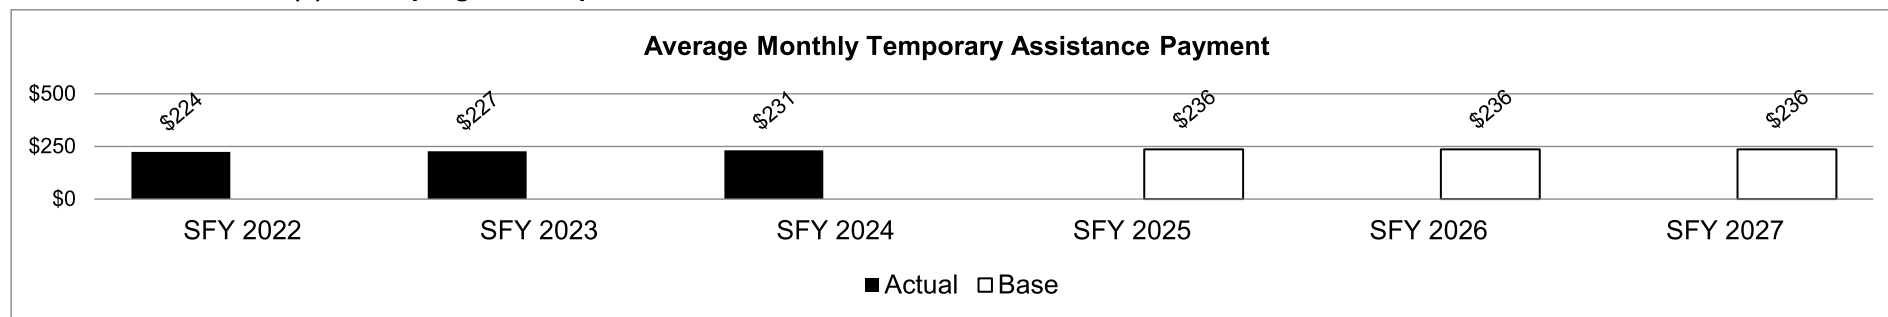 Average Monthly Temporary Assistance Payment
$500
$224 $227 $231 $236 $236 $236
$250
$0
SFY 2022 SFY 2023 SFY 2024 SFY 2025 SFY 2026 SFY 2027
Actual Base